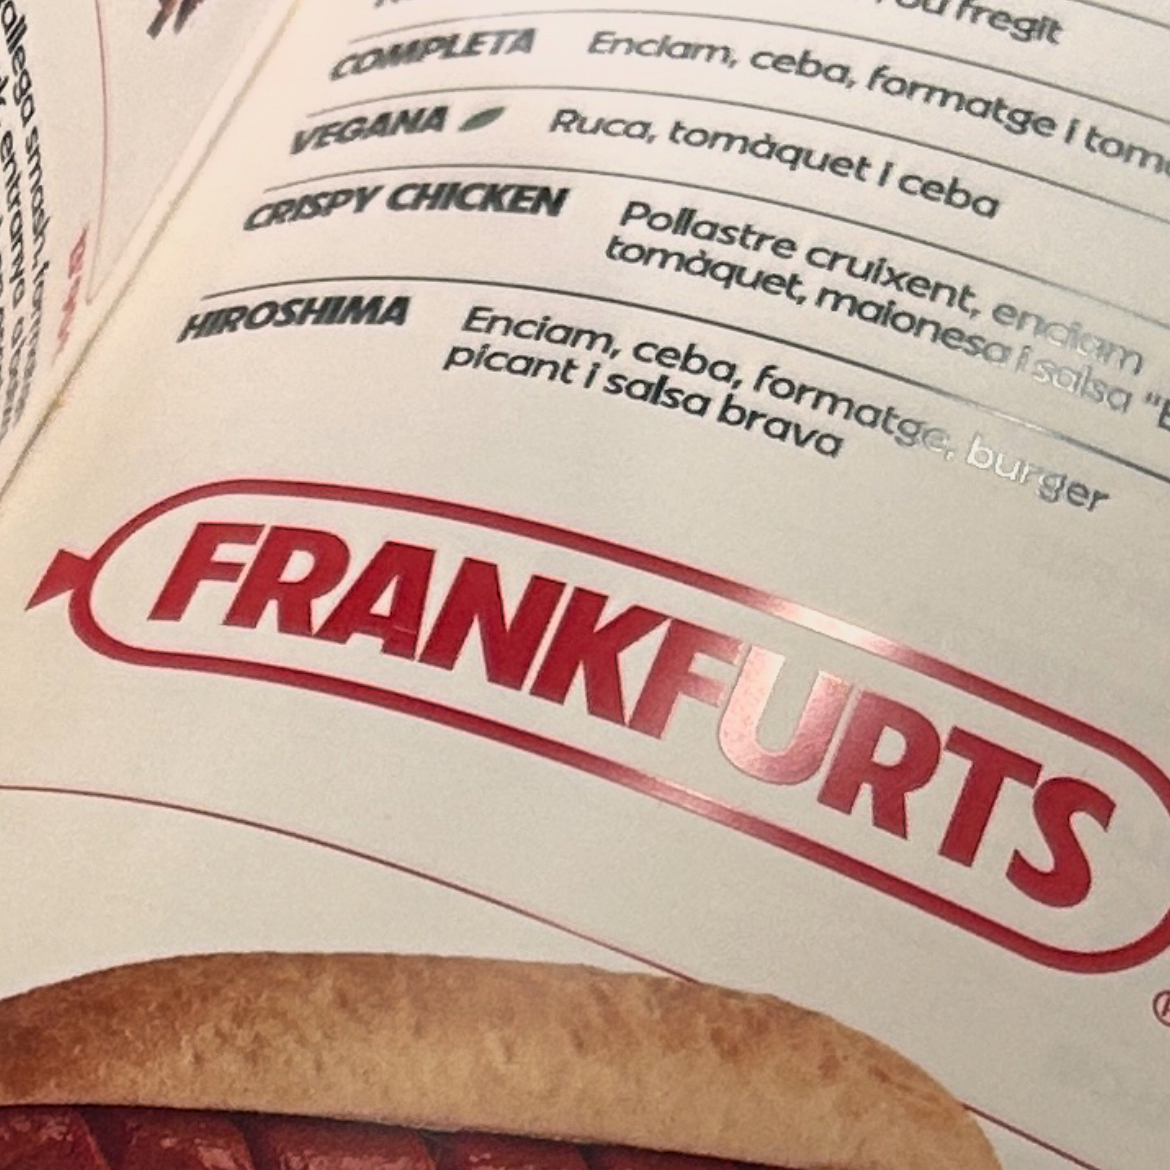 ou fregit
COMPLETA Enciam, ceba, formatge i
VEGANA Ruca, tomàquet i ceba
CRISPY CHICKEN Pollastre cruixent, enciam
tomàquet, maionesa i salsa
HIROSHIMA Enciam, ceba, formatge, burger
picant i salsa brava
FRANKFURTS